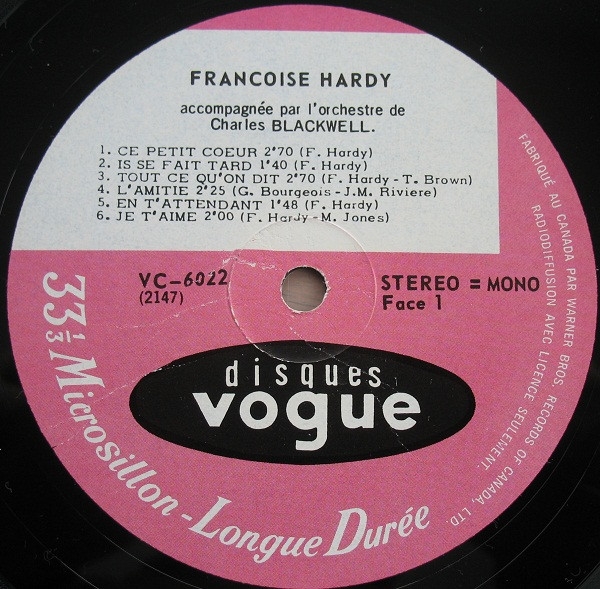 FRANCOISE HARDY
accompagnée par l'orchestre de
Charles BLACKWELL.
1. CE PETIT COEUR 2"70 (F. Hardy)
2. IS SE FAIT TARD 1'40 (F. Hardy)
3. TOUT CE QU'ON DIT 2"70 (F. Hardy - T. Brown)
4. L'AMITIE 2"25 (G. Bourgeois - J.M. Riviere)
5. EN T'ATTENDANT 1"48 (F. Hardy)
6. JE T'AIME 2"00 (F. Hardy-M. Jones)
VC-6022
(2147)
STEREO = MONO
Face 1
disques
vogue
33 1/3 Microsillon - Longue Durée
FABRIQUÉ AU CANADA PAR WARNER BROS. RECORDS OF CANADA, LTD.
RADIODIFFUSION AVEC LICENCE SEULEMENT.